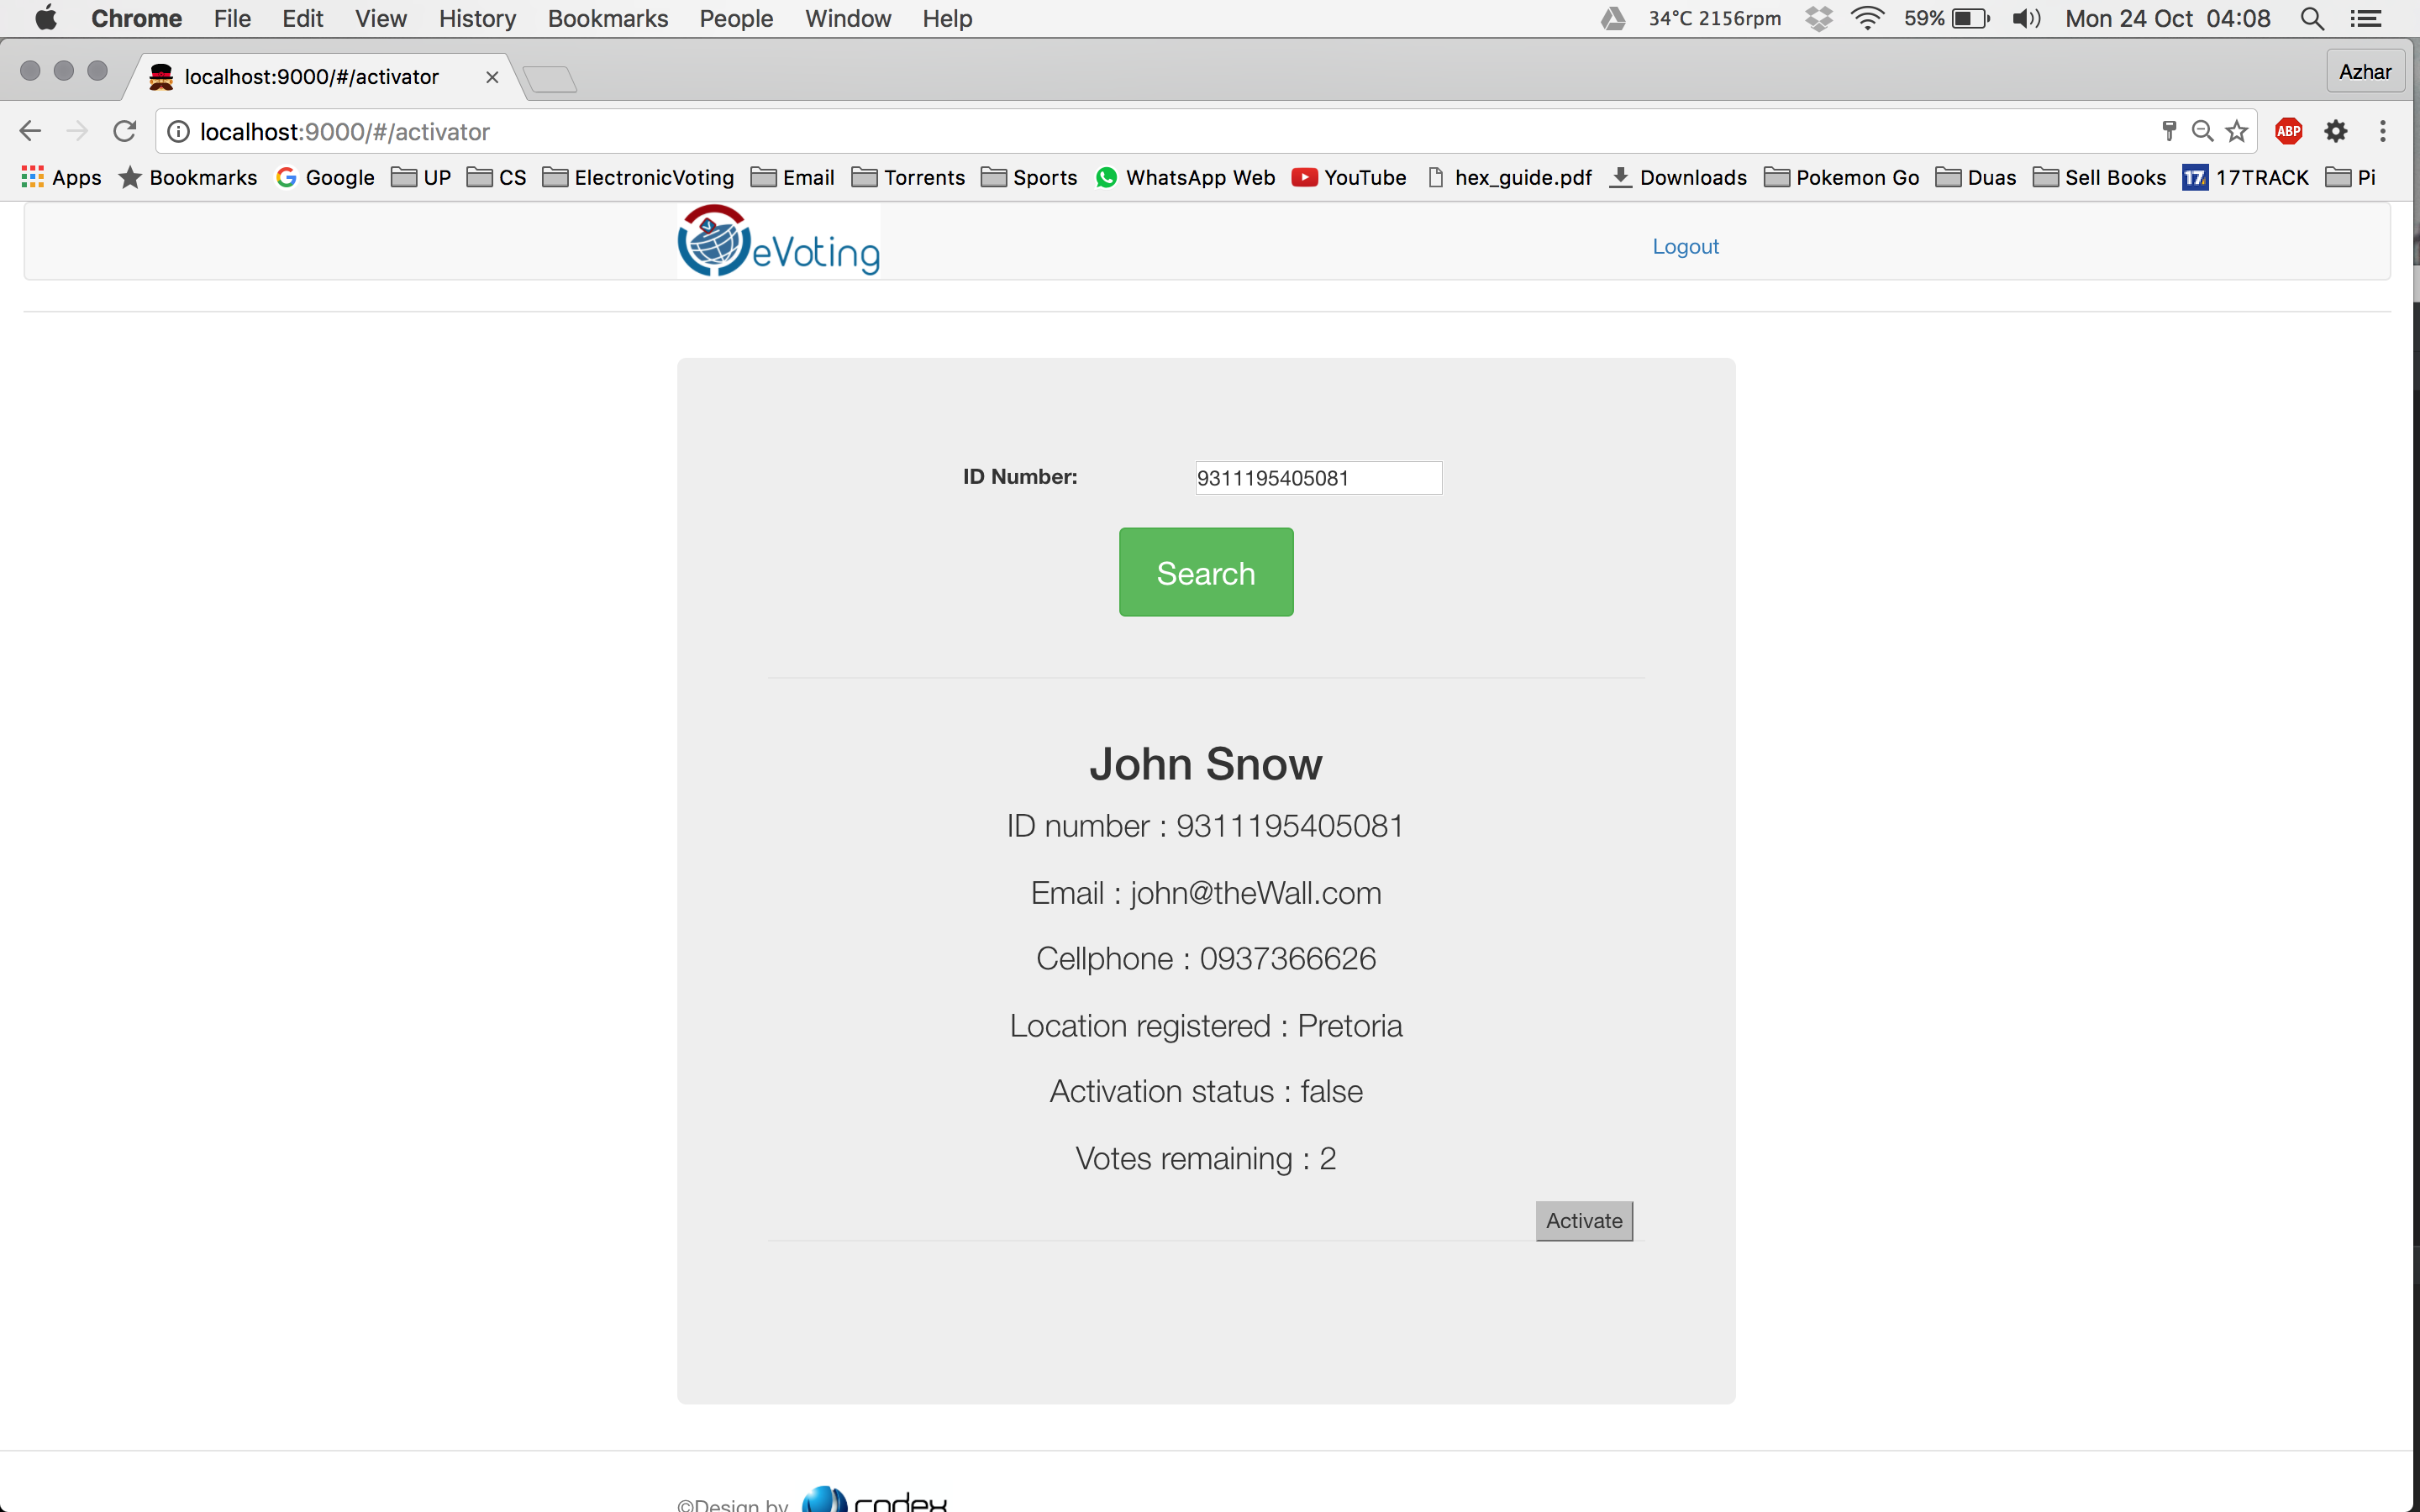 Chrome File Edit View History Bookmarks People Window Help 34°C 2156rpm 59% Mon 24 Oct 04:08
localhost:9000/#/activator Azhar
localhost:9000/#/activator ABP
Apps Bookmarks Google UP CS ElectronicVoting Email Torrents Sports WhatsApp Web YouTube hex_guide.pdf Downloads Pokemon Go Duas Sell Books 17 17TRACK Pi
eVoting Logout
ID Number: 9311195405081
Search
John Snow
ID number : 9311195405081
Email : john@theWall.com
Cellphone : 0937366626
Location registered : Pretoria
Activation status : false
Votes remaining : 2
Activate
©Design by codex